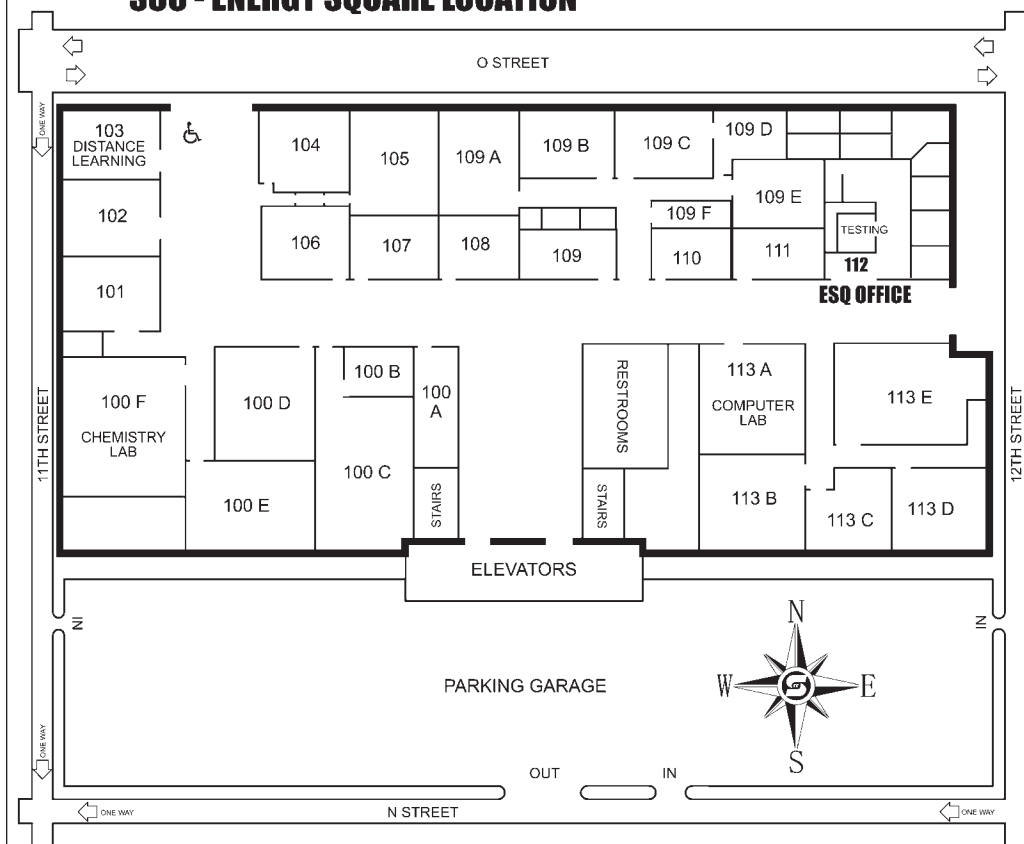 SCC - ENERGY SQUARE LOCATION
O STREET
ONE WAY
103
DISTANCE
LEARNING
104
105
109 A
109 B
109 C
109 D
102
106
107
108
109
109 F
109 E
110
111
TESTING
112
ESQ OFFICE
101
100 F
CHEMISTRY
LAB
100 D
100 B
100
A
100 C
100 E
STAIRS
RESTROOMS
STAIRS
113 A
COMPUTER
LAB
113 E
113 B
113 C
113 D
11TH STREET
12TH STREET
ELEVATORS
IN
IN
PARKING GARAGE
N
W
E
S
S
ONE WAY
OUT
IN
ONE WAY
N STREET
ONE WAY